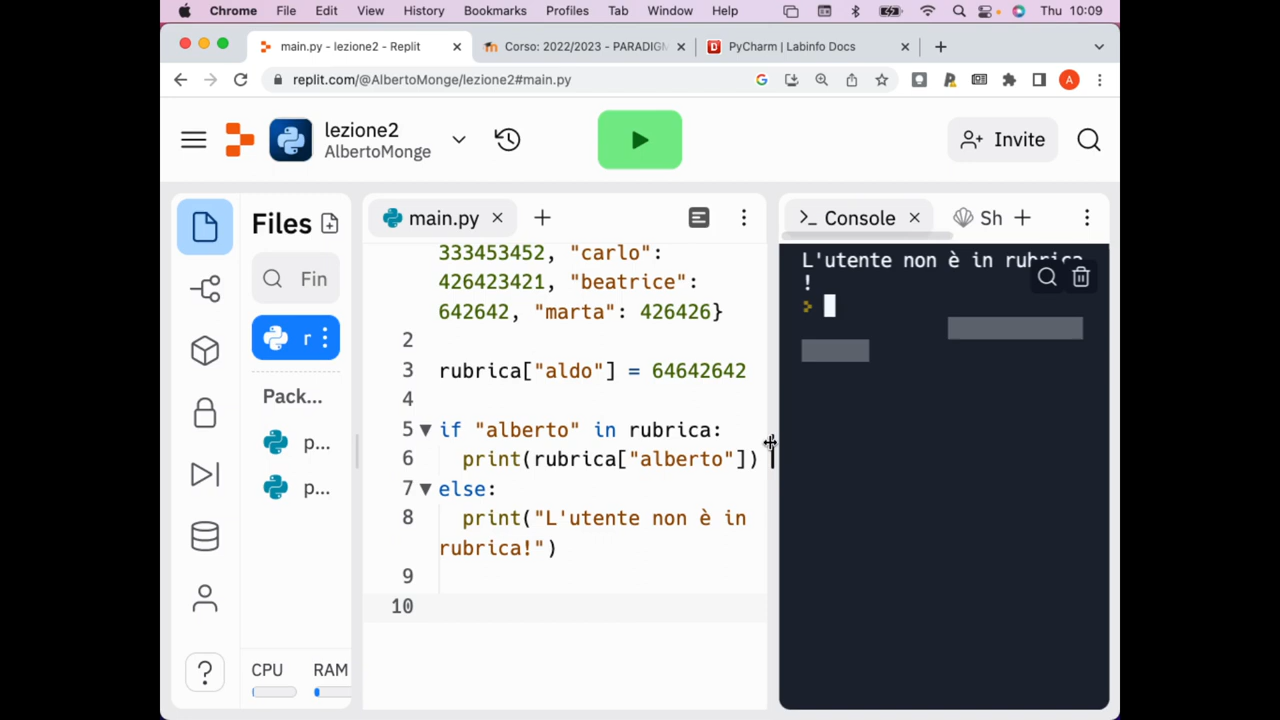 Chrome File Edit View History Bookmarks Profiles Tab Window Help Thu 10:09
main.py - lezione2 - Replit
Corso: 2022/2023 - PARADIGM
PyCharm | Labinfo Docs
replit.com/@AlbertoMonge/lezione2#main.py
A
lezione2
AlbertoMonge
Invite
Files
Fin
r
Pack...
p...
p...
CPU RAM
main.py
333453452, "carlo":
426423421, "beatrice":
642642, "marta": 426426}
2
3 rubrica["aldo"] = 64642642
4
5 if "alberto" in rubrica:
6 print(rubrica["alberto"])
7 else:
8 print("L'utente non è in
rubrica!")
9
10
>_ Console
Sh
L'utente non è in rubrica
!
>